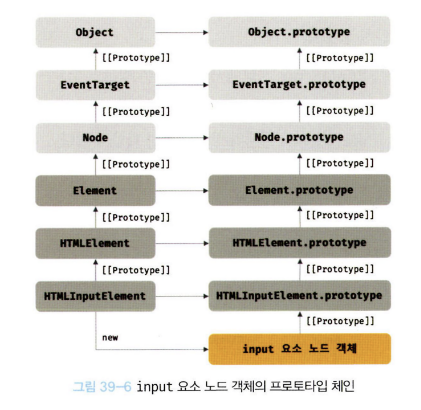 Object Object.prototype
[[Prototype]] [[Prototype]]
EventTarget EventTarget.prototype
[[Prototype]] [[Prototype]]
Node Node.prototype
[[Prototype]] [[Prototype]]
Element Element.prototype
[[Prototype]] [[Prototype]]
HTMLElement HTMLElement.prototype
[[Prototype]] [[Prototype]]
HTMLInputElement HTMLInputElement.prototype
[[Prototype]]
new
input 요소 노드 객체
그림 39-6 input 요소 노드 객체의 프로토타입 체인